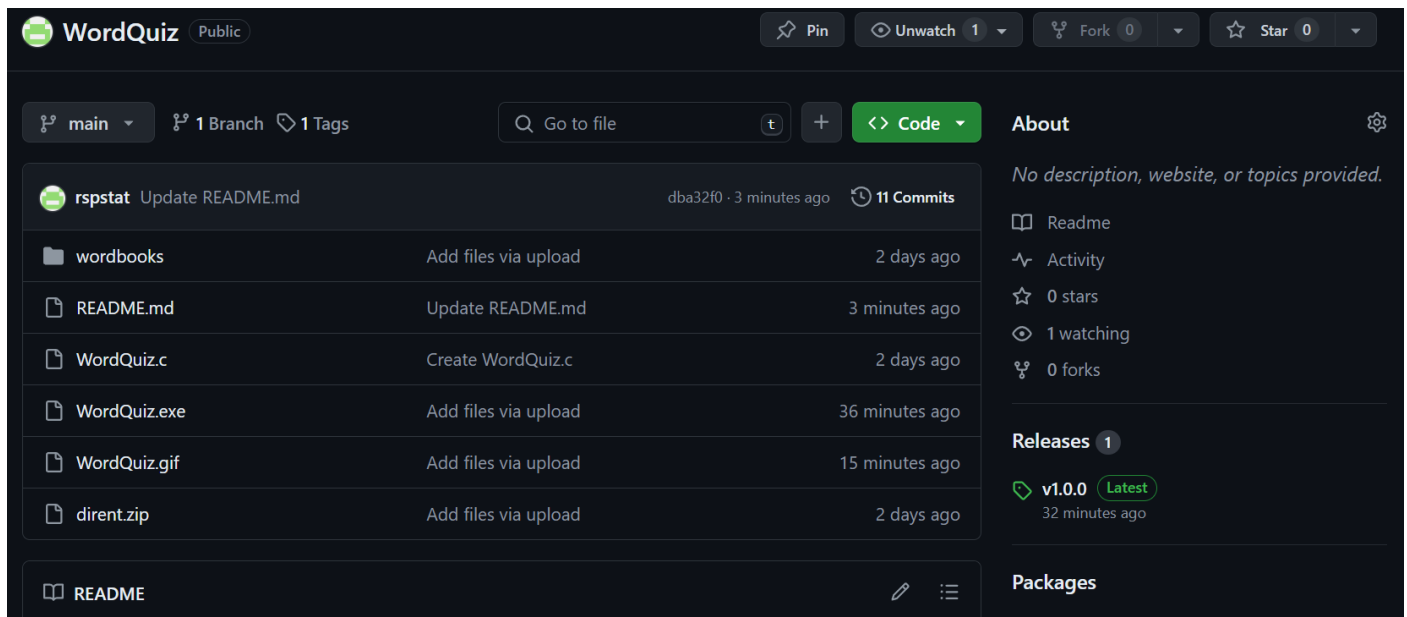 WordQuiz Public Pin Unwatch 1 Fork 0 Star 0
main 1 Branch 1 Tags Go to file t + <> Code
rspstat Update README.md dba32f0 · 3 minutes ago 11 Commits
wordbooks Add files via upload 2 days ago
README.md Update README.md 3 minutes ago
WordQuiz.c Create WordQuiz.c 2 days ago
WordQuiz.exe Add files via upload 36 minutes ago
WordQuiz.gif Add files via upload 15 minutes ago
dirent.zip Add files via upload 2 days ago
README
About
No description, website, or topics provided.
Readme
Activity
0 stars
1 watching
0 forks
Releases 1
v1.0.0 Latest
32 minutes ago
Packages